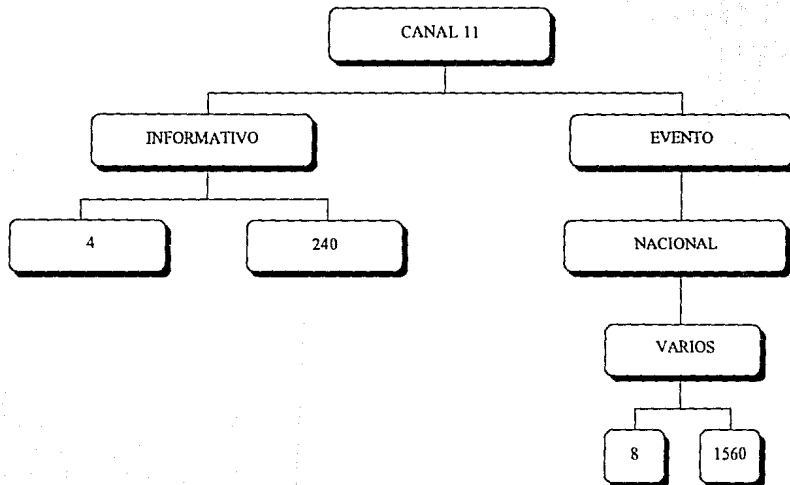 CANAL 11
INFORMATIVO
EVENTO
4
240
NACIONAL
VARIOS
8
1560